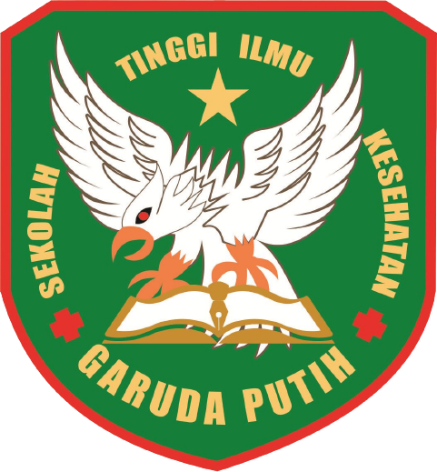 SEKOLAH
TINGGI ILMU
KESEHATAN
GARUDA PUTIH